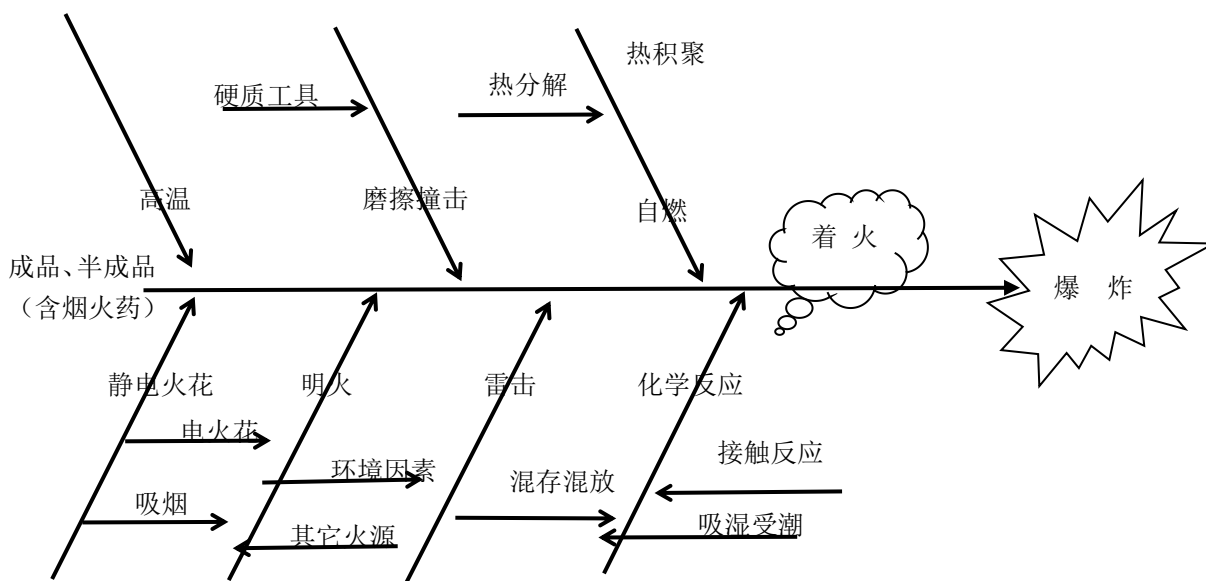 热积聚
热分解
硬质工具
高温
磨擦撞击
自燃
着 火
成品、半成品
（含烟火药）
爆 炸
静电火花
明火
雷击
化学反应
电火花
环境因素
接触反应
混存混放
吸烟
吸湿受潮
其它火源